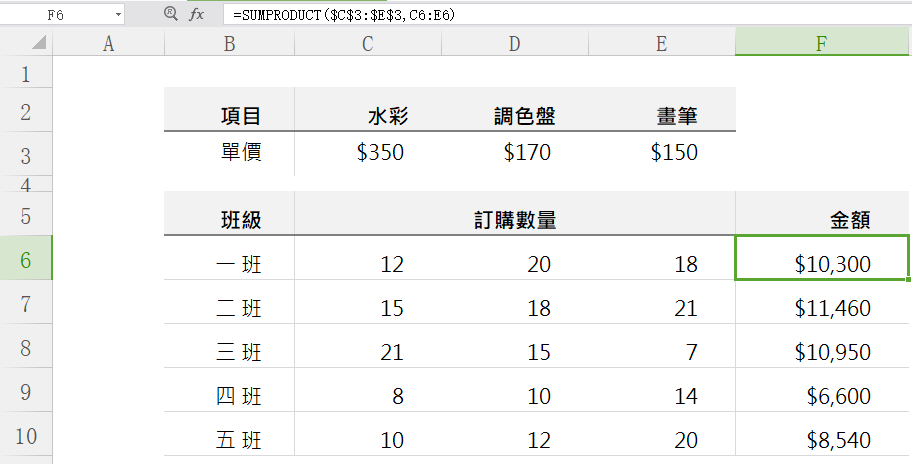 F6 fx =SUMPRODUCT($C$3:$E$3,C6:E6)
A B C D E F
1
2 項目 水彩 調色盤 畫筆
3 單價 $350 $170 $150
4
5 班級 訂購數量 金額
6 一 班 12 20 18 $10,300
7 二 班 15 18 21 $11,460
8 三 班 21 15 7 $10,950
9 四 班 8 10 14 $6,600
10 五 班 10 12 20 $8,540